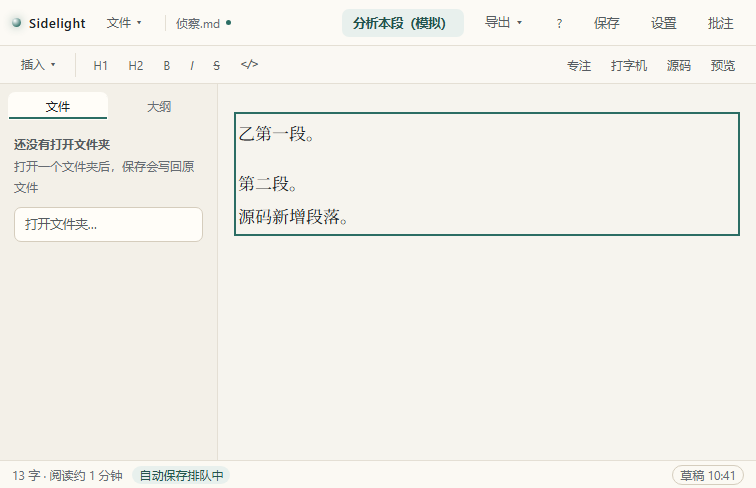 Sidelight 文件 ▾ 侦察.md ● 分析本段（模拟） 导出 ▾ ? 保存 设置 批注
插入 ▾ H1 H2 B I S </> 专注 打字机 源码 预览
文件 大纲
还没有打开文件夹
打开一个文件夹后，保存会写回原
文件
打开文件夹...
乙第一段。
第二段。
源码新增段落。
13 字 · 阅读约 1 分钟 自动保存排队中 草稿 10:41